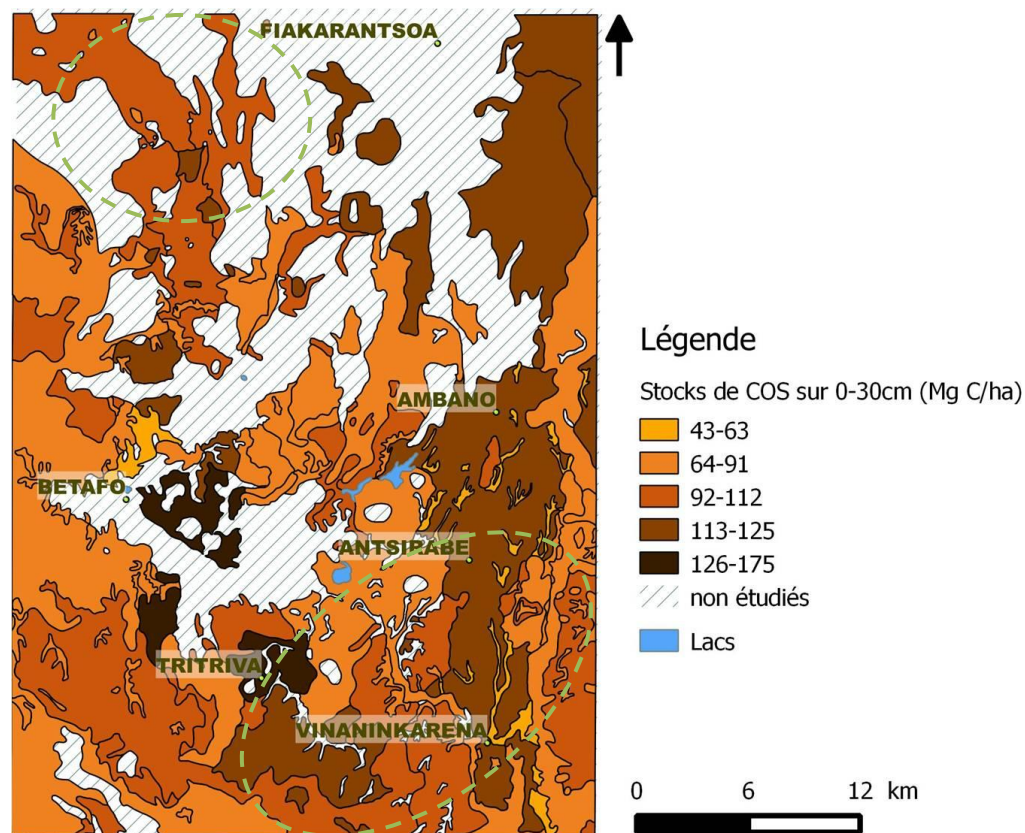 FIAKARANTSOA
AMBANO
BETAFO
ANTSIRABE
TRITRIVA
VINANINKARENA
Légende
Stocks de COS sur 0-30cm (Mg C/ha)
43-63
64-91
92-112
113-125
126-175
non étudiés
Lacs
0 6 12 km